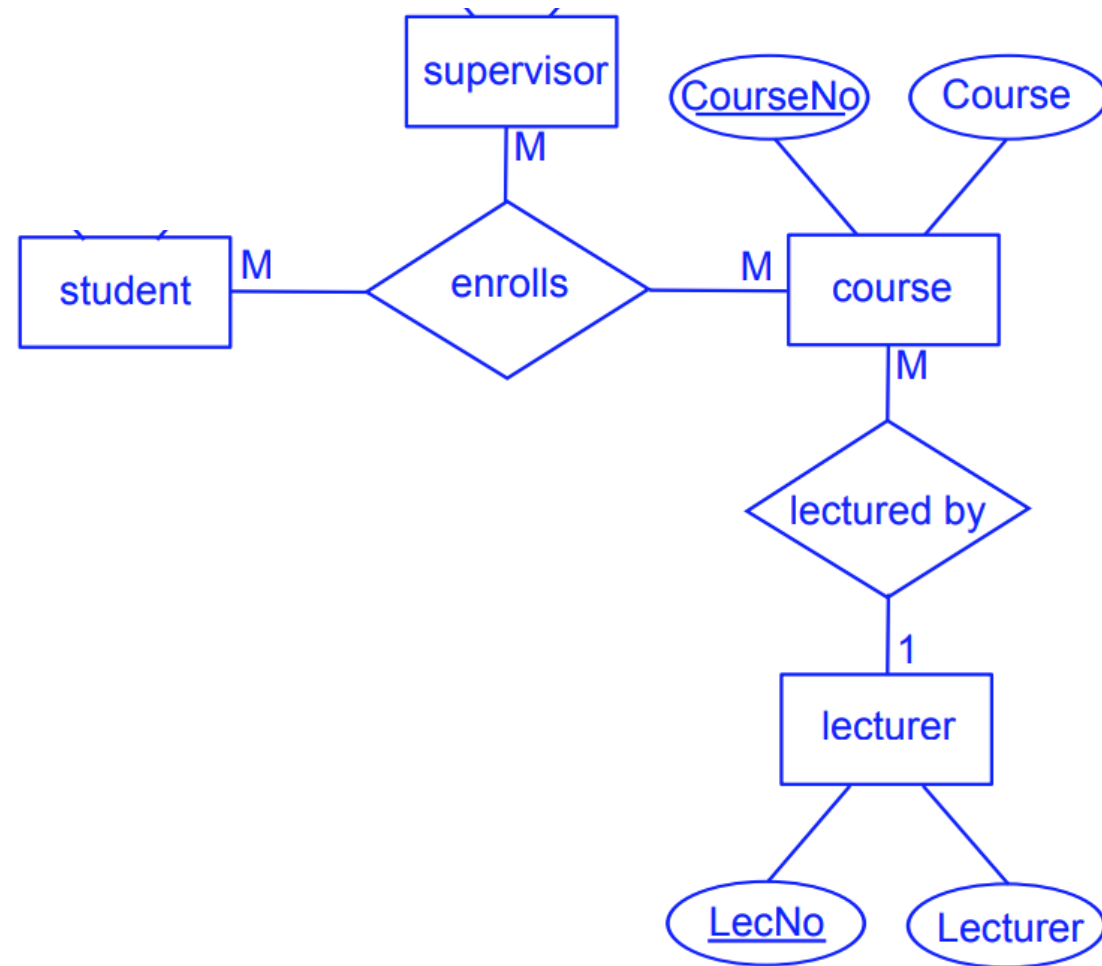 supervisor
CourseNo
Course
M
student
M
enrolls
M
course
M
lectured by
1
lecturer
LecNo
Lecturer